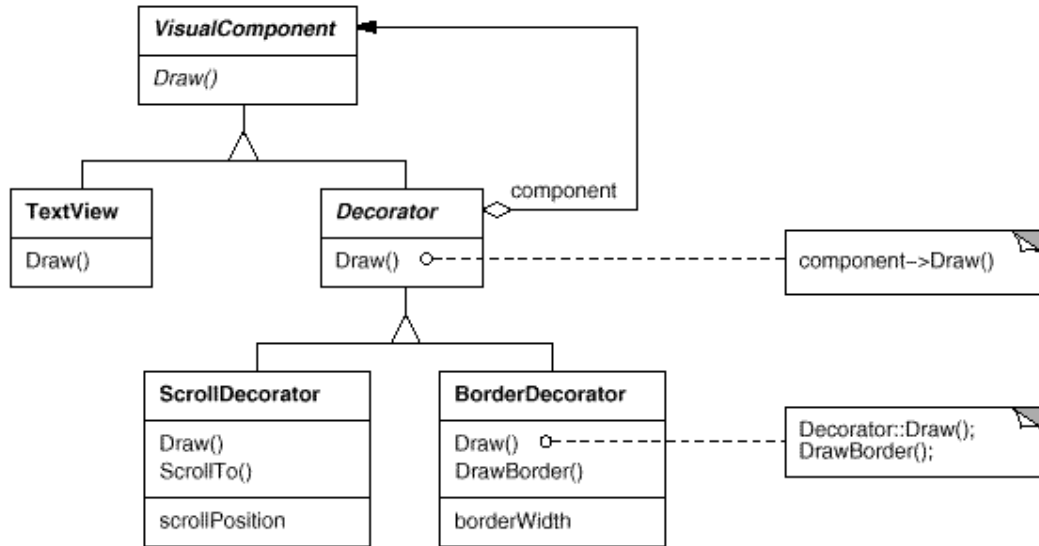 VisualComponent
Draw()
component
TextView
Draw()
Decorator
Draw()
component->Draw()
ScrollDecorator
Draw()
ScrollTo()
scrollPosition
BorderDecorator
Draw()
DrawBorder()
borderWidth
Decorator::Draw();
DrawBorder();